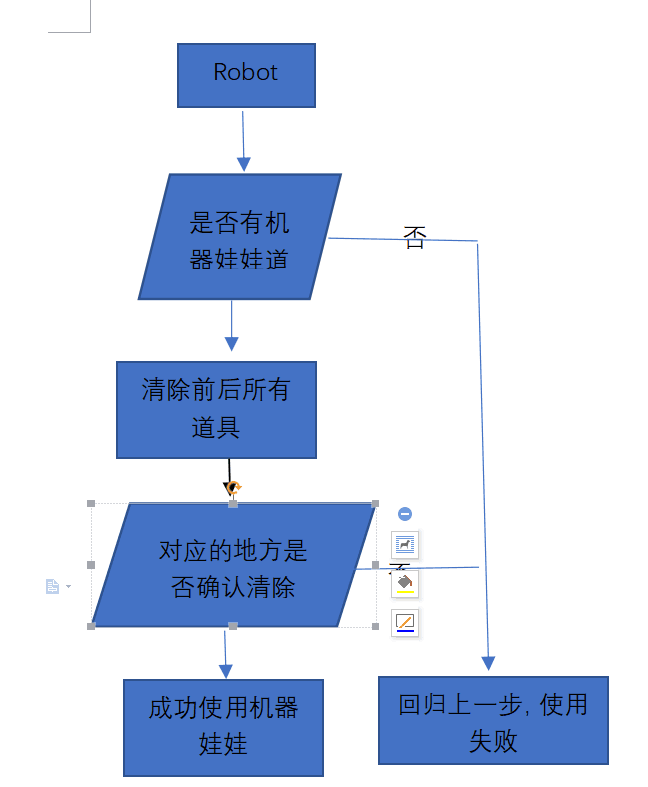 Robot
是否有机
器娃娃道
否
清除前后所有
道具
对应的地方是
否确认清除
成功使用机器
娃娃
回归上一步, 使用
失败